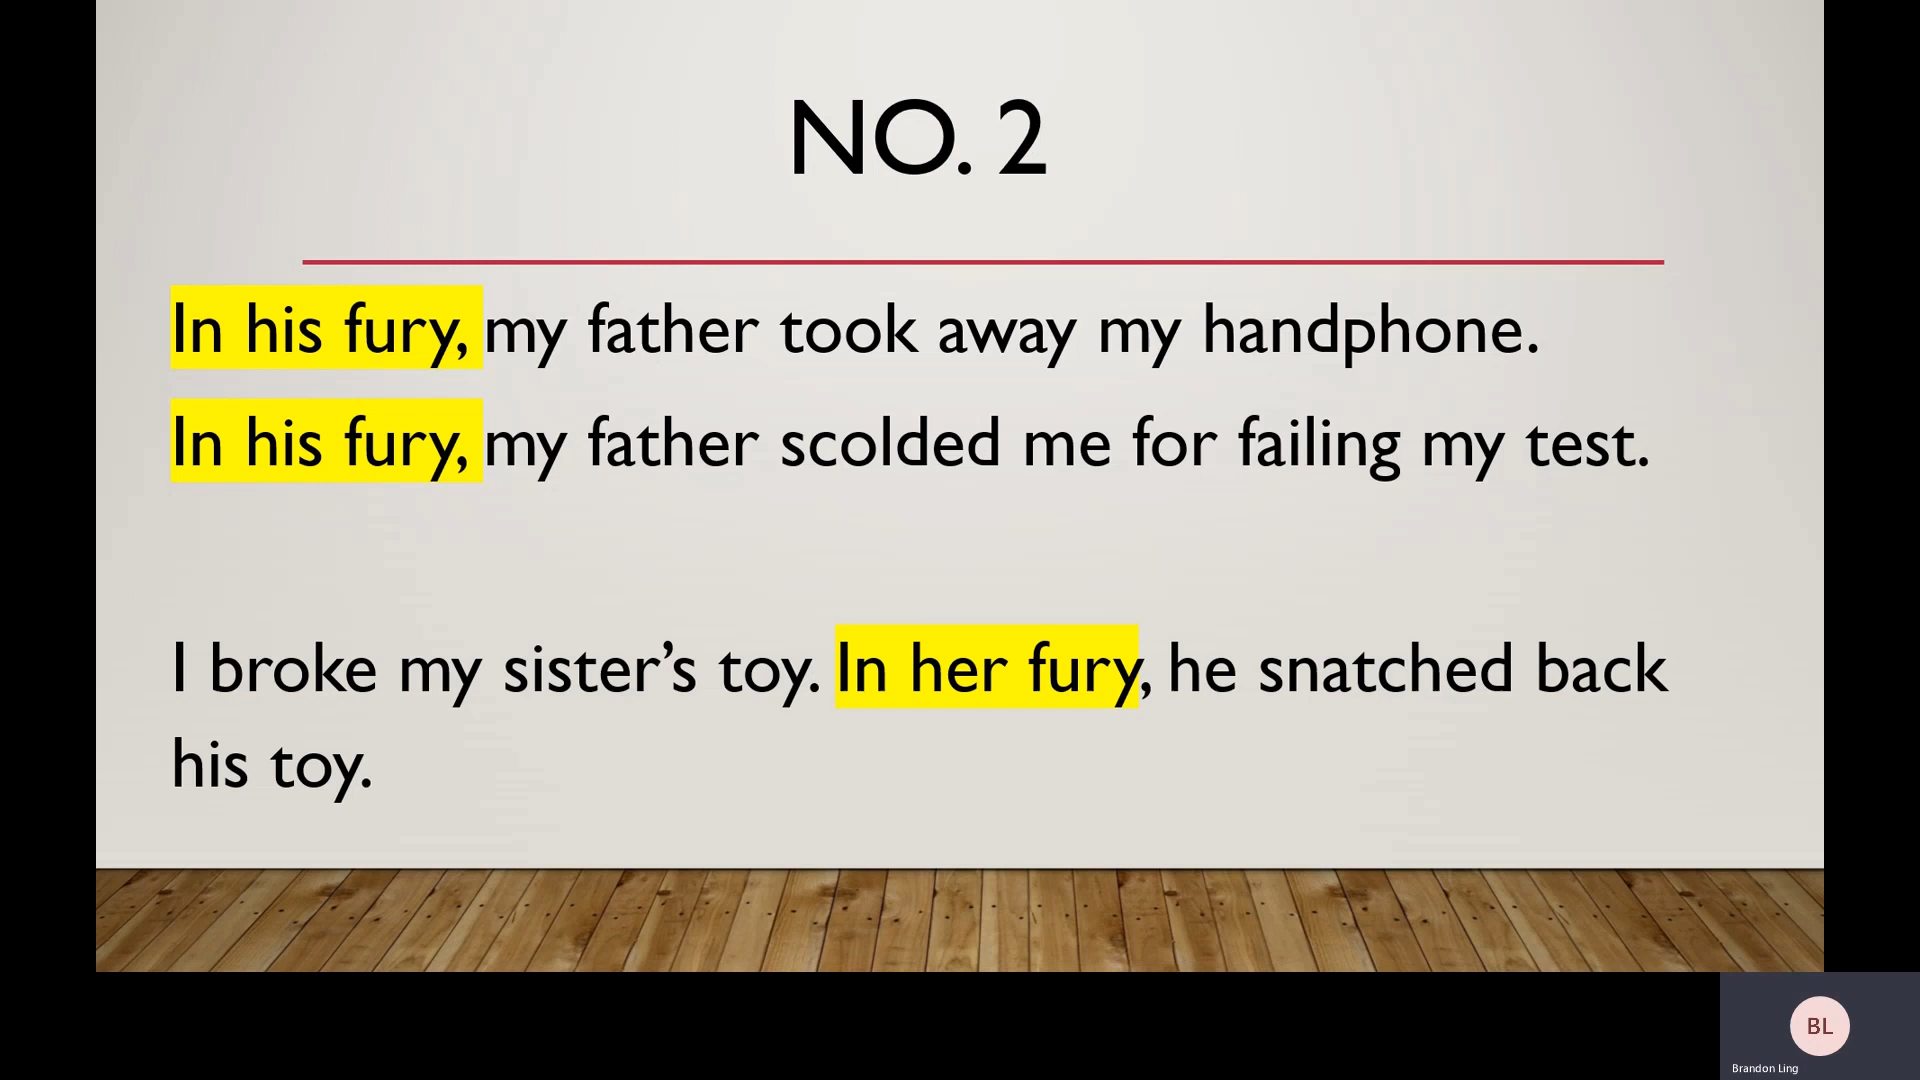 NO. 2
In his fury, my father took away my handphone.
In his fury, my father scolded me for failing my test.
I broke my sister’s toy. In her fury, he snatched back
his toy.
BL
Brandon Ling